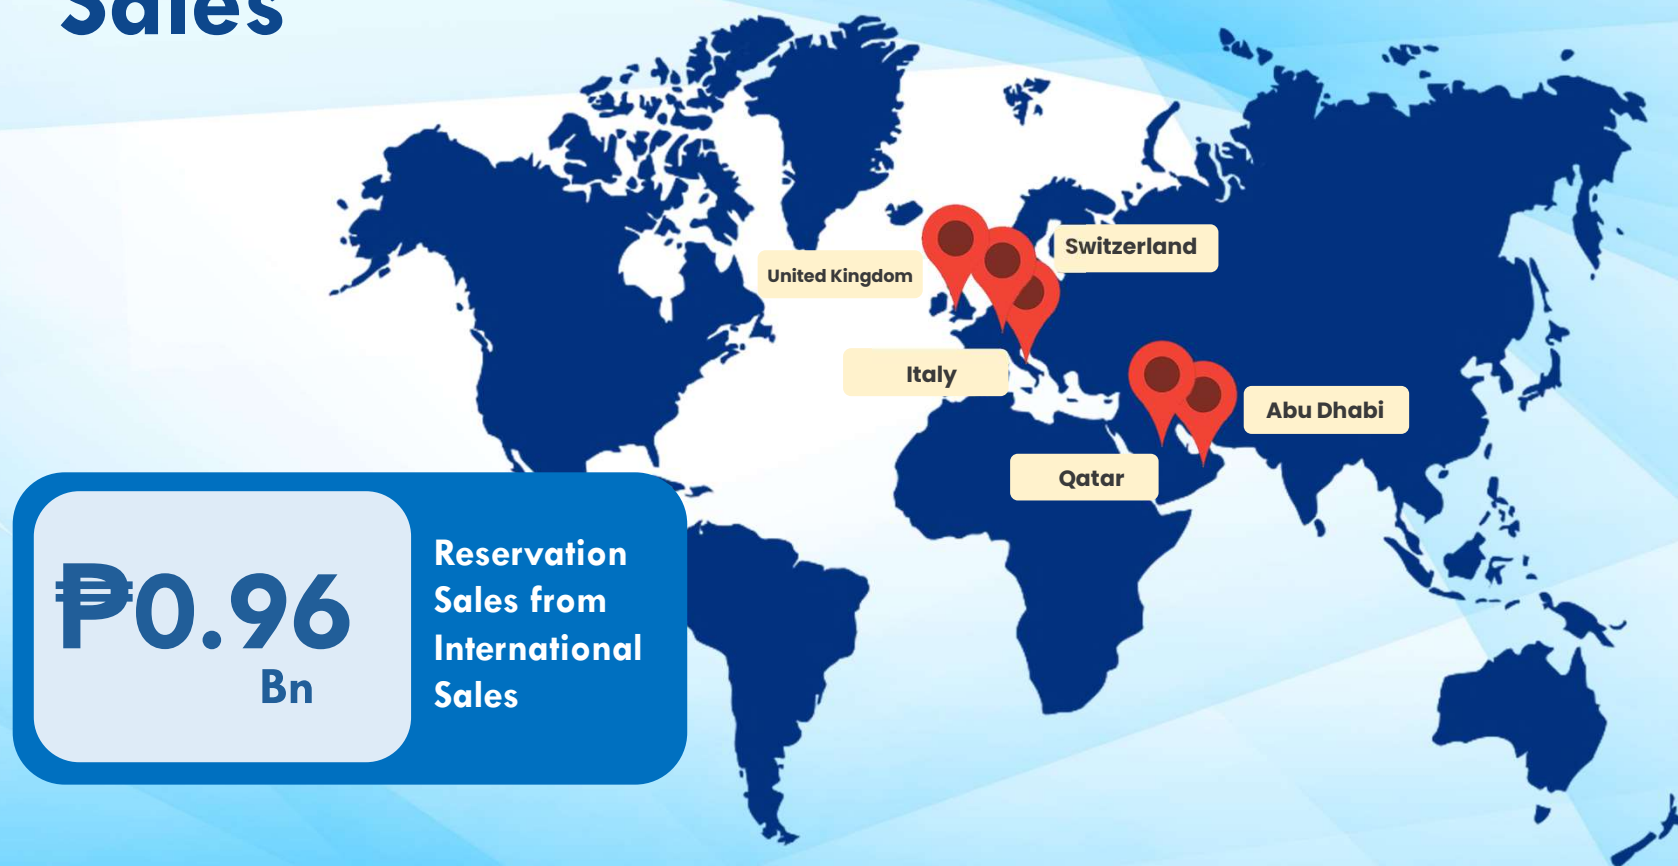 Sales
United Kingdom
Switzerland
Italy
Abu Dhabi
Qatar
₱0.96
Bn
Reservation
Sales from
International
Sales